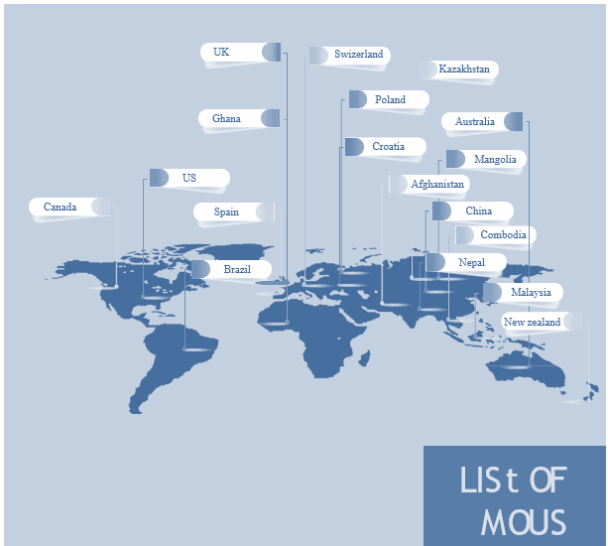 UK
Swizerland
Kazakhstan
Poland
Ghana
Australia
Croatia
Mangolia
US
Afghanistan
Canada
Spain
China
Combodia
Brazil
Nepal
Malaysia
New zealand
LISt OF
MOUS